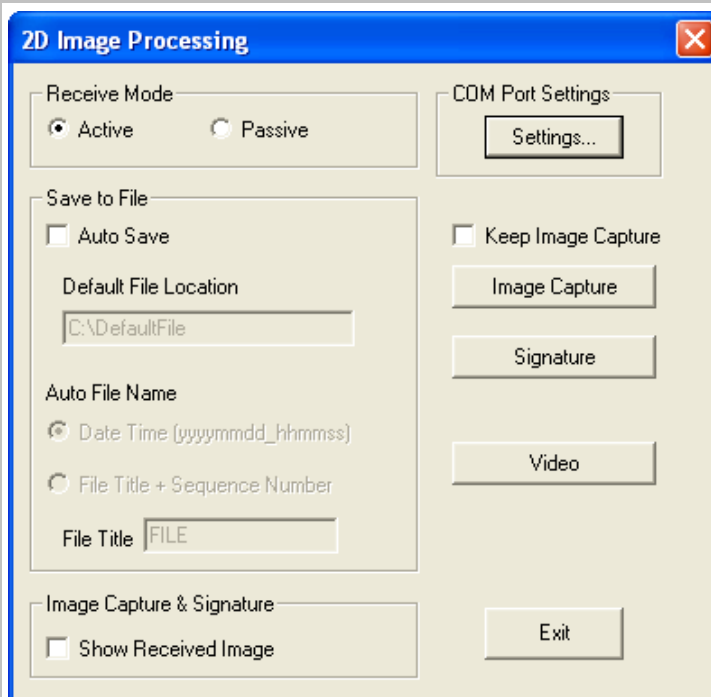 2D Image Processing
Receive Mode
Active
Passive
COM Port Settings
Settings...
Save to File
Auto Save
Default File Location
C:\DefaultFile
Auto File Name
Date Time (yyyymmdd_hhmmss)
File Title + Sequence Number
File Title
FILE
Keep Image Capture
Image Capture
Signature
Video
Image Capture & Signature
Show Received Image
Exit